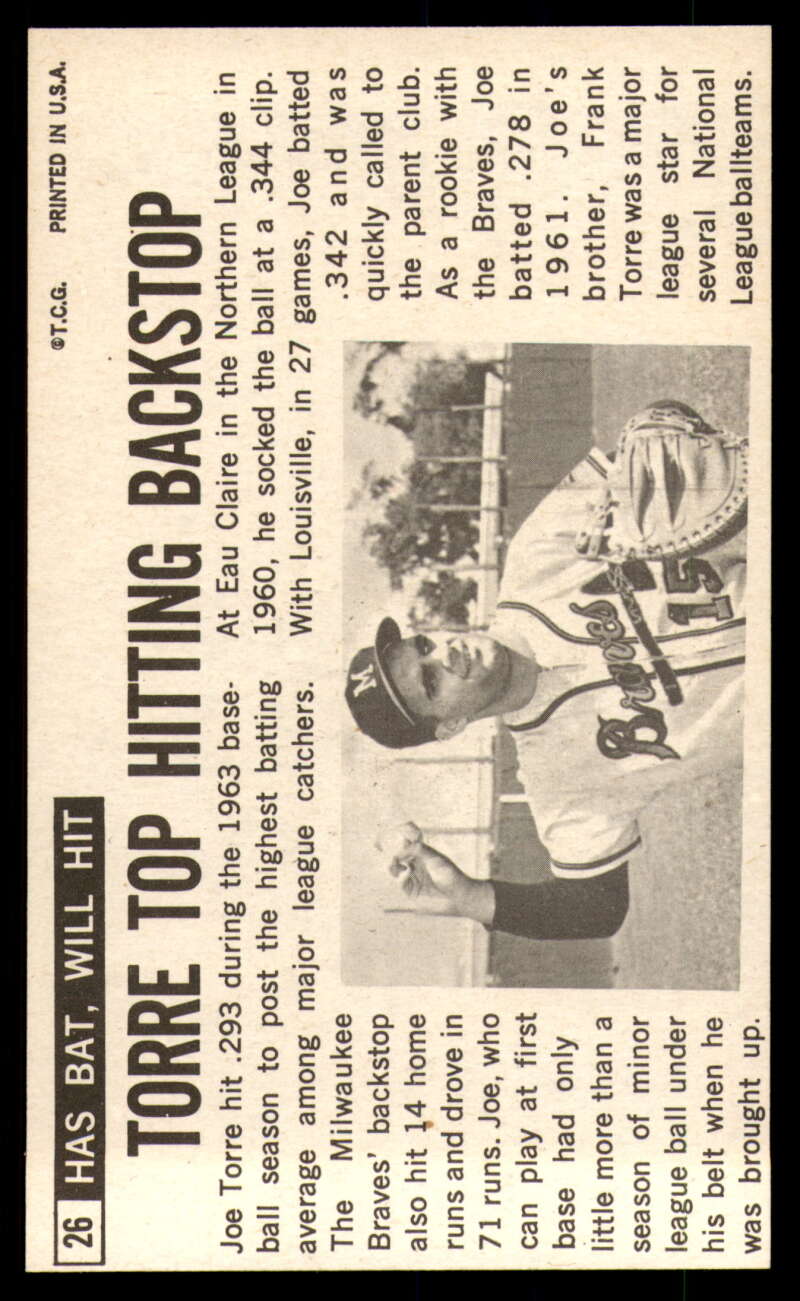 26 HAS BAT, WILL HIT
©T.C.G. PRINTED IN U.S.A.
TORRE TOP HITTING BACKSTOP
Joe Torre hit .293 during the 1963 base-
ball season to post the highest batting
average among major league catchers.
The Milwaukee
Braves' backstop
also hit 14 home
runs and drove in
71 runs. Joe, who
can play at first
base had only
little more than a
season of minor
league ball under
his belt when he
was brought up.
At Eau Claire in the Northern League in
1960, he socked the ball at a .344 clip.
With Louisville, in 27 games, Joe batted
.342 and was
quickly called to
the parent club.
As a rookie with
the Braves, Joe
batted .278 in
1961. Joe's
brother, Frank
Torre was a major
league star for
several National
League ballteams.
M
Braves
15